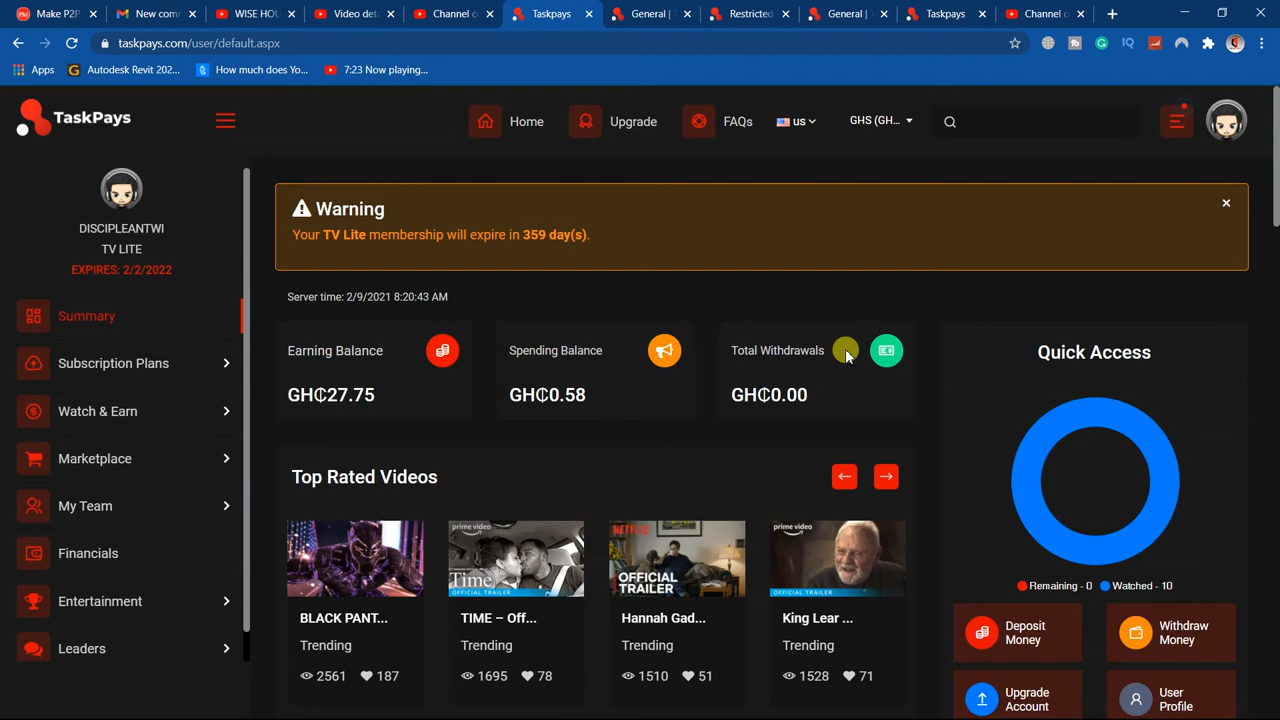 Make P2P
New com
WISE HOU
Video det
Channel c
Taskpays
General | T
Restricted
General | T
Taskpays
Channel c
taskpays.com/user/default.aspx
Apps
Autodesk Revit 202...
How much does Yo...
7:23 Now playing...
TaskPays
Home
Upgrade
FAQs
us
GHS (GH...
DISCIPLEANTWI
TV LITE
EXPIRES: 2/2/2022
Summary
Subscription Plans
Watch & Earn
Marketplace
My Team
Financials
Entertainment
Leaders
Warning
Your TV Lite membership will expire in 359 day(s).
Server time: 2/9/2021 8:20:43 AM
Earning Balance
GH₵27.75
Spending Balance
GH₵0.58
Total Withdrawals
GH₵0.00
Top Rated Videos
prime video
Time
OFFICIAL TRAILER
NETFLIX
OFFICIAL
TRAILER
prime video
OFFICIAL TRAILER
BLACK PANT...
Trending
2561 187
TIME – Off...
Trending
1695 78
Hannah Gad...
Trending
1510 51
King Lear ...
Trending
1528 71
Quick Access
Remaining - 0 Watched - 10
Deposit
Money
Withdraw
Money
Upgrade
Account
User
Profile